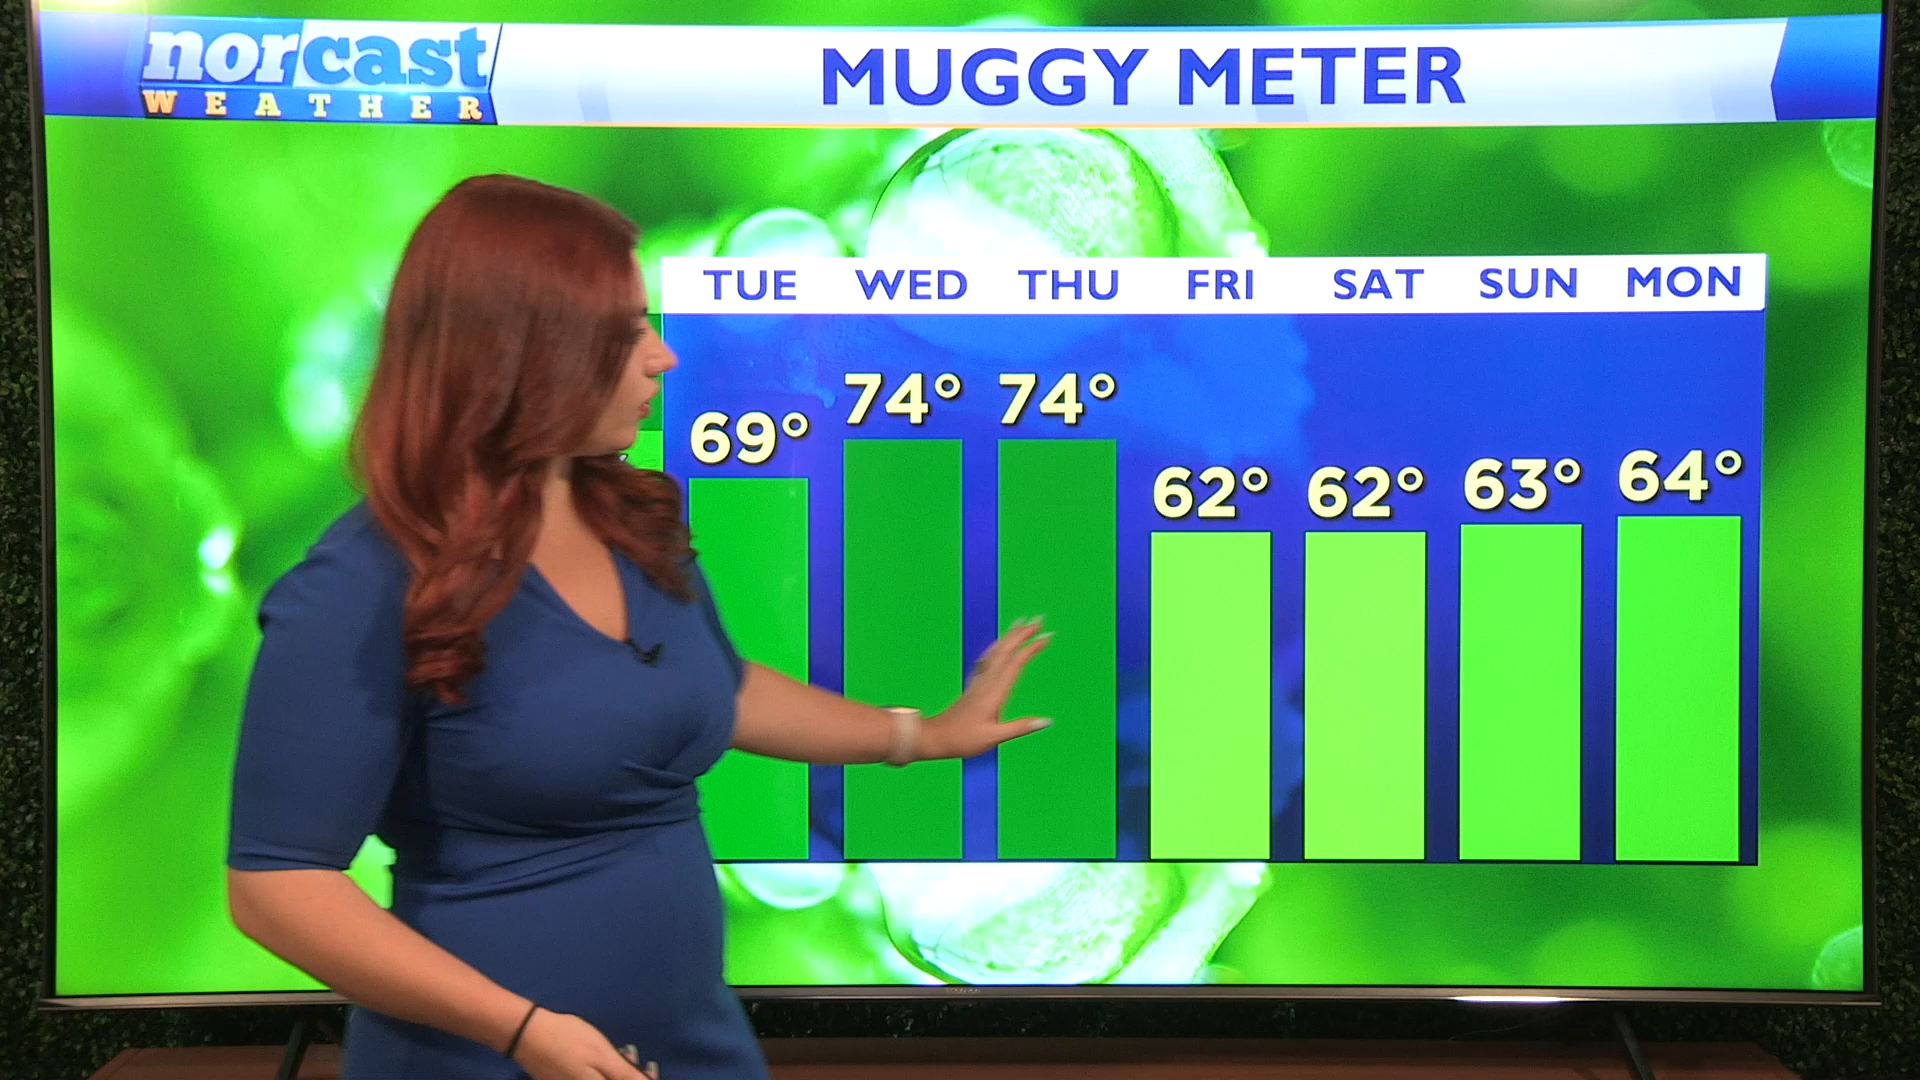 norcast
WEATHER
MUGGY METER
TUE WED THU FRI SAT SUN MON
69° 74° 74° 62° 62° 63° 64°